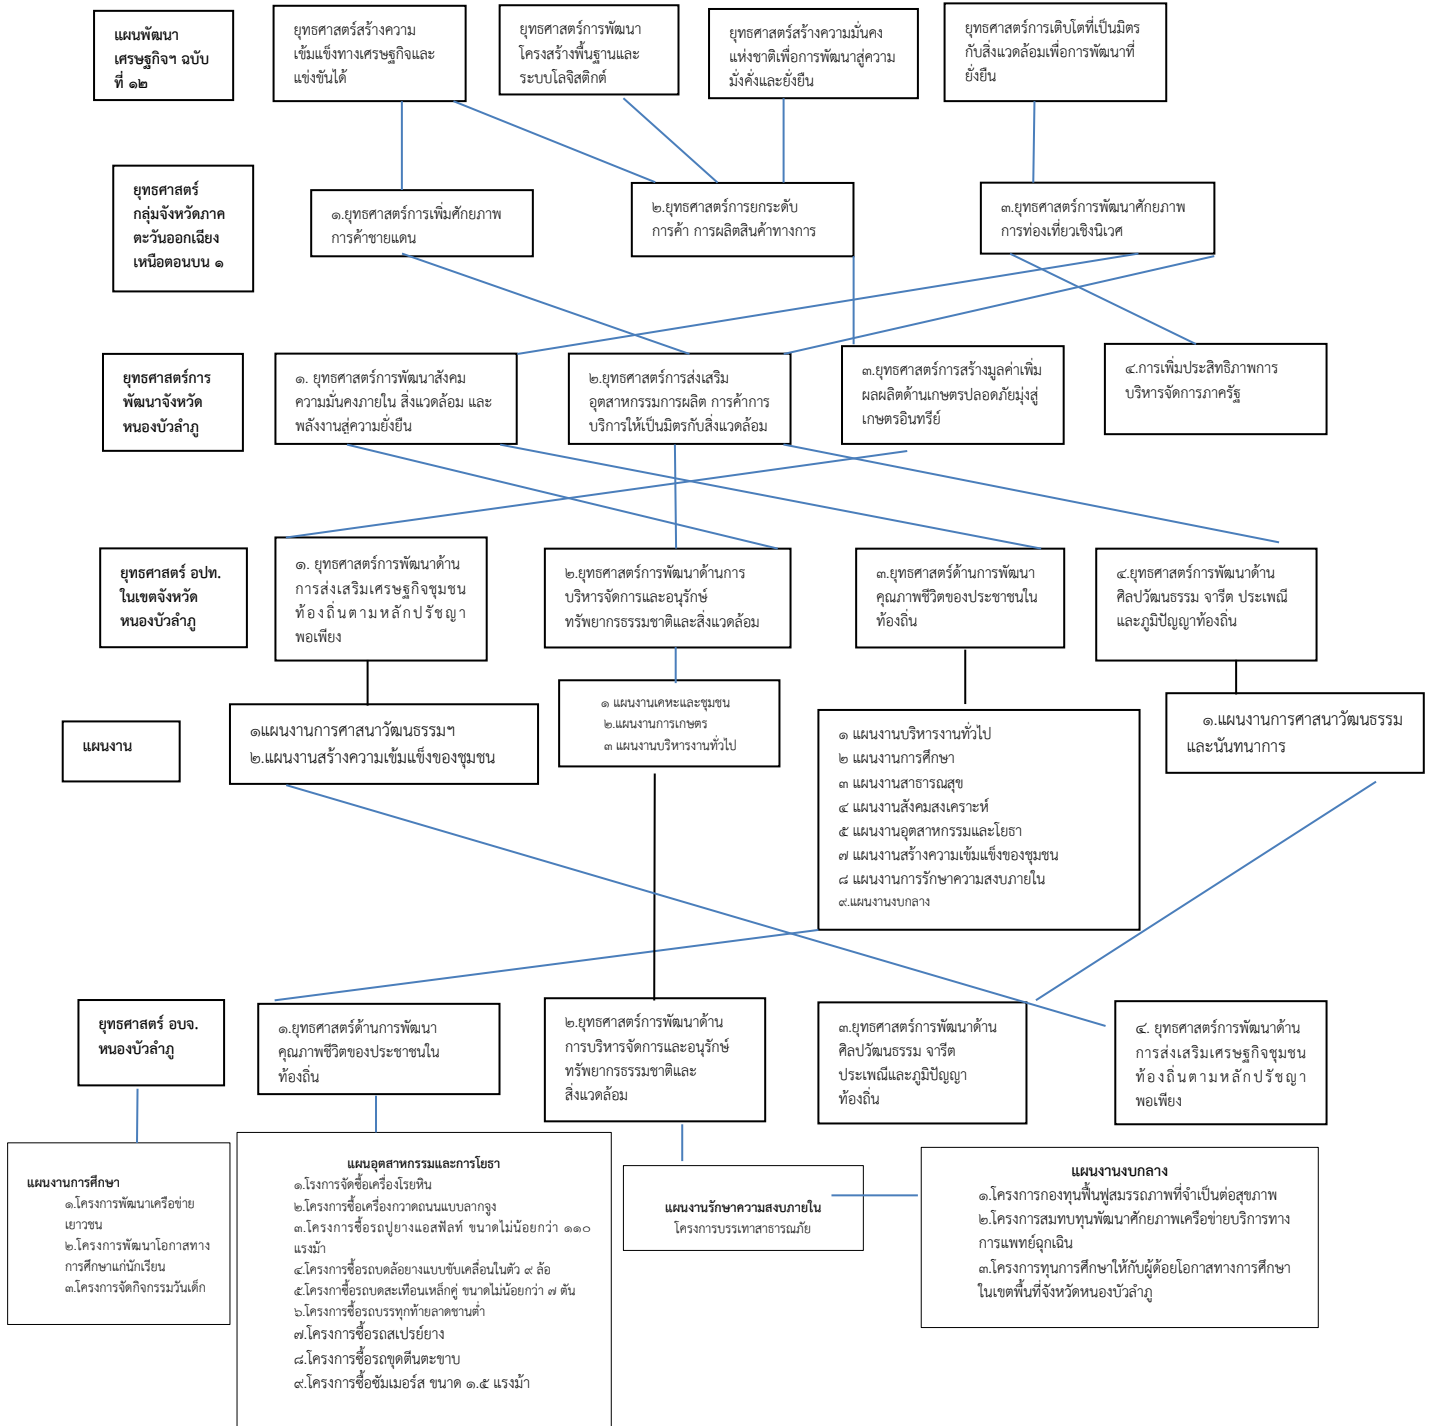 แผนพัฒนา
เศรษฐกิจฯ ฉบับ
ที่ ๑๒
ยุทธศาสตร์สร้างความ
เข้มแข็งทางเศรษฐกิจและ
แข่งขันได้
ยุทธศาสตร์การพัฒนา
โครงสร้างพื้นฐานและ
ระบบโลจิสติกต์
ยุทธศาสตร์สร้างความมั่นคง
แห่งชาติเพื่อการพัฒนาสู่ความ
มั่งคั่งและยั่งยืน
ยุทธศาสตร์การเติบโตที่เป็นมิตร
กับสิ่งแวดล้อมเพื่อการพัฒนาที่
ยั่งยืน
ยุทธศาสตร์
กลุ่มจังหวัดภาค
ตะวันออกเฉียง
เหนือตอนบน ๑
๑.ยุทธศาสตร์การเพิ่มศักยภาพ
การค้าชายแดน
๒.ยุทธศาสตร์การยกระดับ
การค้า การผลิตสินค้าทางการ
๓.ยุทธศาสตร์การพัฒนาศักยภาพ
การท่องเที่ยวเชิงนิเวศ
ยุทธศาสตร์การ
พัฒนาจังหวัด
หนองบัวลำภู
๑. ยุทธศาสตร์การพัฒนาสังคม
ความมั่นคงภายใน สิ่งแวดล้อม และ
พลังงานสู่ความยั่งยืน
๒.ยุทธศาสตร์การส่งเสริม
อุตสาหกรรมการผลิต การค้าการ
บริการให้เป็นมิตรกับสิ่งแวดล้อม
๓.ยุทธศาสตร์การสร้างมูลค่าเพิ่ม
ผลผลิตด้านเกษตรปลอดภัยมุ่งสู่
เกษตรอินทรีย์
๔.การเพิ่มประสิทธิภาพการ
บริหารจัดการภาครัฐ
ยุทธศาสตร์ อปท.
ในเขตจังหวัด
หนองบัวลำภู
๑. ยุทธศาสตร์การพัฒนาด้าน
การส่งเสริมเศรษฐกิจชุมชน
ท้องถิ่นตามหลักปรัชญา
พอเพียง
๒.ยุทธศาสตร์การพัฒนาด้านการ
บริหารจัดการและอนุรักษ์
ทรัพยากรธรรมชาติและสิ่งแวดล้อม
๓.ยุทธศาสตร์ด้านการพัฒนา
คุณภาพชีวิตของประชาชนใน
ท้องถิ่น
๔.ยุทธศาสตร์การพัฒนาด้าน
ศิลปวัฒนธรรม จารีต ประเพณี
และภูมิปัญญาท้องถิ่น
แผนงาน
๑แผนงานการศาสนาวัฒนธรรมฯ
๒.แผนงานสร้างความเข้มแข็งของชุมชน
๑ แผนงานเคหะและชุมชน
๒.แผนงานการเกษตร
๓ แผนงานบริหารงานทั่วไป
๑ แผนงานบริหารงานทั่วไป
๒ แผนงานการศึกษา
๓ แผนงานสาธารณสุข
๔ แผนงานสังคมสงเคราะห์
๕ แผนงานอุตสาหกรรมและโยธา
๗ แผนงานสร้างความเข้มแข็งของชุมชน
๘ แผนงานการรักษาความสงบภายใน
๙.แผนงานงบกลาง
๑.แผนงานการศาสนาวัฒนธรรม
และนันทนาการ
ยุทธศาสตร์ อบจ.
หนองบัวลำภู
๑.ยุทธศาสตร์ด้านการพัฒนา
คุณภาพชีวิตของประชาชนใน
ท้องถิ่น
๒.ยุทธศาสตร์การพัฒนาด้าน
การบริหารจัดการและอนุรักษ์
ทรัพยากรธรรมชาติและ
สิ่งแวดล้อม
๓.ยุทธศาสตร์การพัฒนาด้าน
ศิลปวัฒนธรรม จารีต
ประเพณีและภูมิปัญญา
ท้องถิ่น
๔. ยุทธศาสตร์การพัฒนาด้าน
การส่งเสริมเศรษฐกิจชุมชน
ท้องถิ่นตามหลักปรัชญา
พอเพียง
แผนงานการศึกษา
๑.โครงการพัฒนาเครือข่าย
เยาวชน
๒.โครงการพัฒนาโอกาสทาง
การศึกษาแก่นักเรียน
๓.โครงการจัดกิจกรรมวันเด็ก
แผนอุตสาหกรรมและการโยธา
๑.โรงการจัดซื้อเครื่องโรยหิน
๒.โครงการซื้อเครื่องกวาดถนนแบบลากจูง
๓.โครงการซื้อรถปูยางแอสฟัลท์ ขนาดไม่น้อยกว่า ๑๑๐
แรงม้า
๔.โครงการซื้อรถบดล้อยางแบบขับเคลื่อนในตัว ๙ ล้อ
๕.โครงกาซื้อรถบดสะเทือนเหล็กคู่ ขนาดไม่น้อยกว่า ๗ ตัน
๖.โครงการซื้อรถบรรทุกท้ายลาดชานต่ำ
๗.โครงการซื้อรถสเปรย์ยาง
๘.โครงการซื้อรถขุดตีนตะขาบ
๙.โครงการซื้อซัมเมอร์ส ขนาด ๑.๕ แรงม้า
แผนงานรักษาความสงบภายใน
โครงการบรรเทาสาธารณภัย
แผนงานงบกลาง
๑.โครงการกองทุนฟื้นฟูสมรรถภาพที่จำเป็นต่อสุขภาพ
๒.โครงการสมทบทุนพัฒนาศักยภาพเครือข่ายบริการทาง
การแพทย์ฉุกเฉิน
๓.โครงการทุนการศึกษาให้กับผู้ด้อยโอกาสทางการศึกษา
ในเขตพื้นที่จังหวัดหนองบัวลำภู